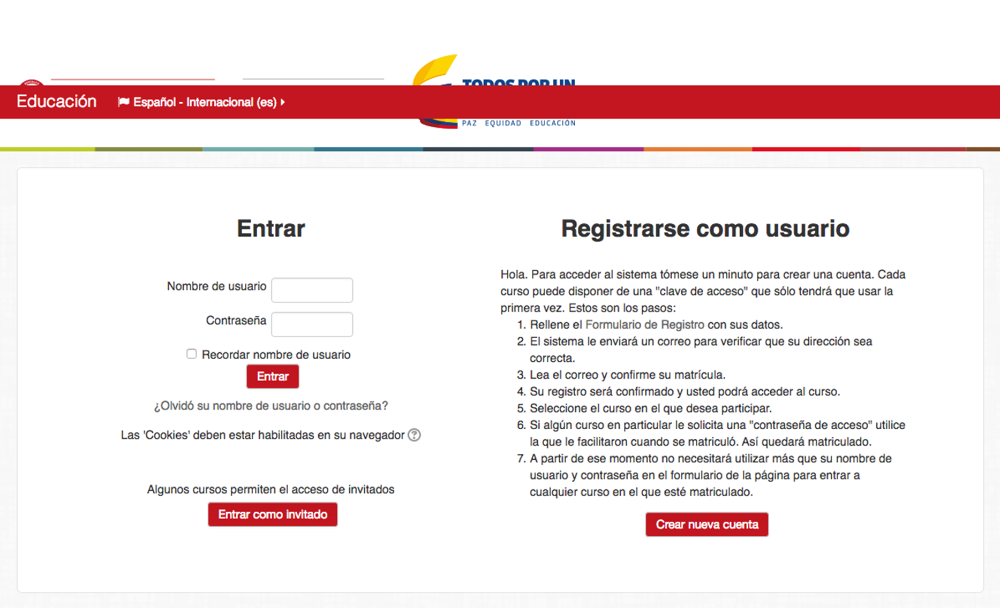 TODOS POR UN
Educación
Español - Internacional (es)
PAZ EQUIDAD EDUCACIÓN
Entrar
Nombre de usuario
Contraseña
Recordar nombre de usuario
Entrar
¿Olvidó su nombre de usuario o contraseña?
Las 'Cookies' deben estar habilitadas en su navegador
Algunos cursos permiten el acceso de invitados
Entrar como invitado
Registrarse como usuario
Hola. Para acceder al sistema tómese un minuto para crear una cuenta. Cada
curso puede disponer de una "clave de acceso" que sólo tendrá que usar la
primera vez. Estos son los pasos:
1. Rellene el Formulario de Registro con sus datos.
2. El sistema le enviará un correo para verificar que su dirección sea
correcta.
3. Lea el correo y confirme su matrícula.
4. Su registro será confirmado y usted podrá acceder al curso.
5. Seleccione el curso en el que desea participar.
6. Si algún curso en particular le solicita una "contraseña de acceso" utilice
la que le facilitaron cuando se matriculó. Así quedará matriculado.
7. A partir de ese momento no necesitará utilizar más que su nombre de
usuario y contraseña en el formulario de la página para entrar a
cualquier curso en el que esté matriculado.
Crear nueva cuenta